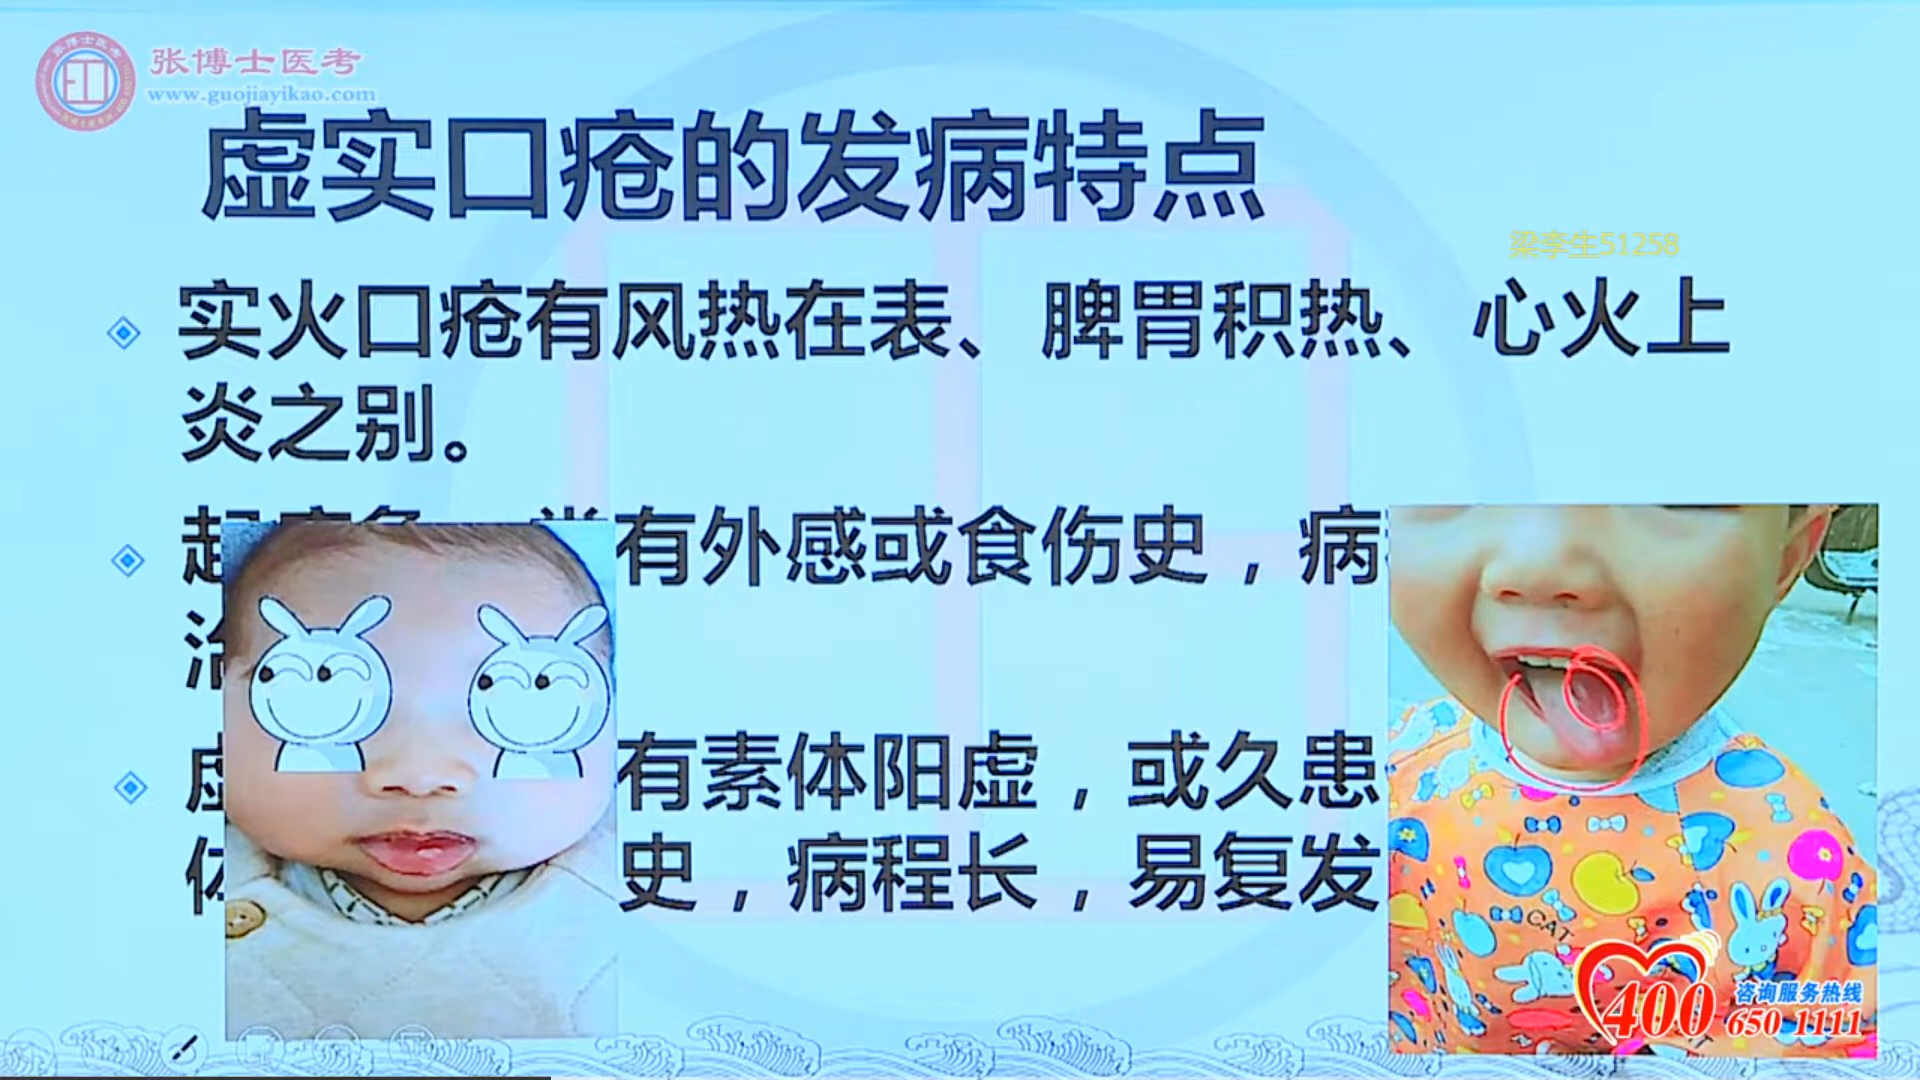 张博士医考
www.guojiayikao.com
虚实口疮的发病特点
梁李生51258
实火口疮有风热在表、脾胃积热、心火上
炎之别。
有外感或食伤史，病
有素体阳虚，或久患
史，病程长，易复发
CAT
400
咨询服务热线
650 1111